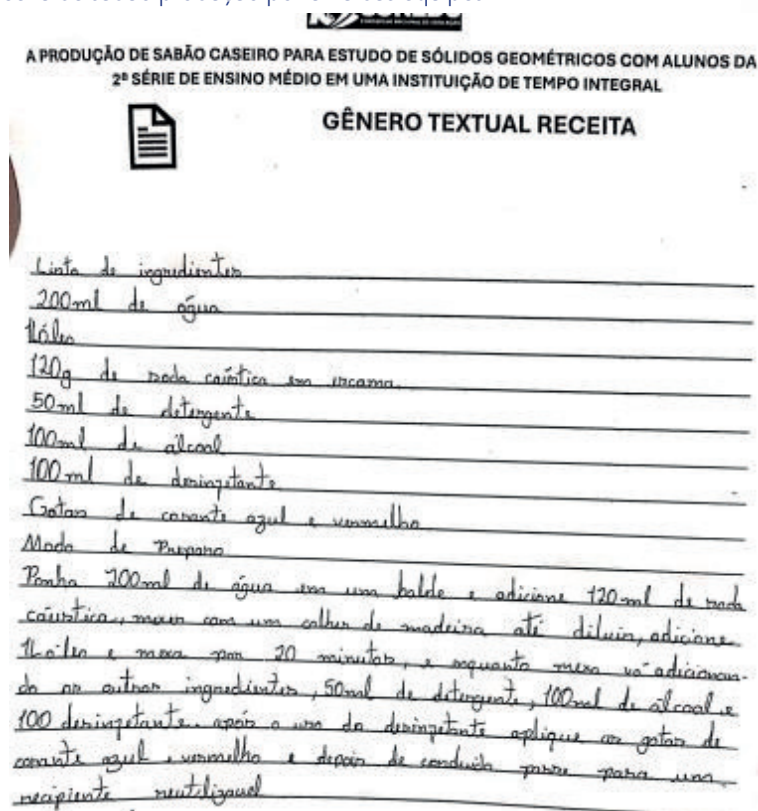 A PRODUÇÃO DE SABÃO CASEIRO PARA ESTUDO DE SÓLIDOS GEOMÉTRICOS COM ALUNOS DA
2ª SÉRIE DE ENSINO MÉDIO EM UMA INSTITUIÇÃO DE TEMPO INTEGRAL
GÊNERO TEXTUAL RECEITA
Lista de ingredientes
200ml de água
1L óleo
120g de soda caústica em escama
50ml de detergente
100ml de álcool
100 ml de desinfetante
Gotas de corante azul e vermelho
Modo de Preparo
Ponha 200ml de água em um balde e adicione 120 ml de soda
caústica, mexer com um colher de madeira até diluir, adicione
1L óleo e mexa por 20 minutos, e enquanto mexa vá adicionan-
do os outros ingredientes, 50ml de detergente, 100ml de álcool e
100 desinfetante. após o uso do desinfetante aplique as gotas de
corante azul e vermelho e depois de passe para um
recipiente reutilizavel